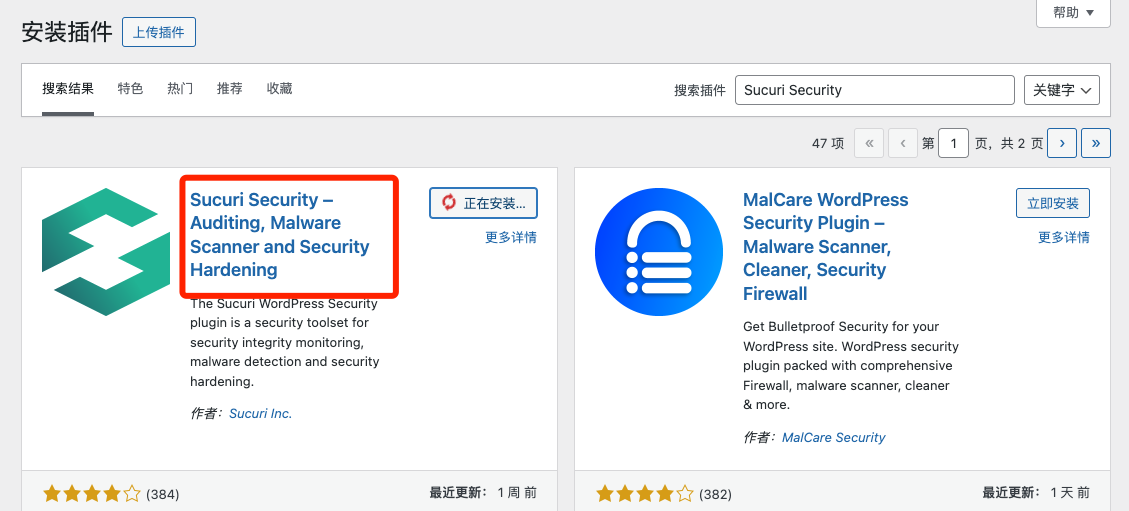 帮助
安装插件 上传插件
搜索结果 特色 热门 推荐 收藏 搜索插件 Sucuri Security 关键字
47 项 « ‹ 第 1 页，共 2 页 › »
Sucuri Security –
Auditing, Malware
Scanner and Security
Hardening
正在安装...
更多详情
The Sucuri WordPress Security
plugin is a security toolset for
security integrity monitoring,
malware detection and security
hardening.
作者： Sucuri Inc.
(384) 最近更新： 1 周 前
MalCare WordPress
Security Plugin –
Malware Scanner,
Cleaner, Security
Firewall
立即安装
更多详情
Get Bulletproof Security for your
WordPress site. WordPress security
plugin packed with comprehensive
Firewall, malware scanner, cleaner
& more.
作者： MalCare Security
(382) 最近更新： 1 天 前